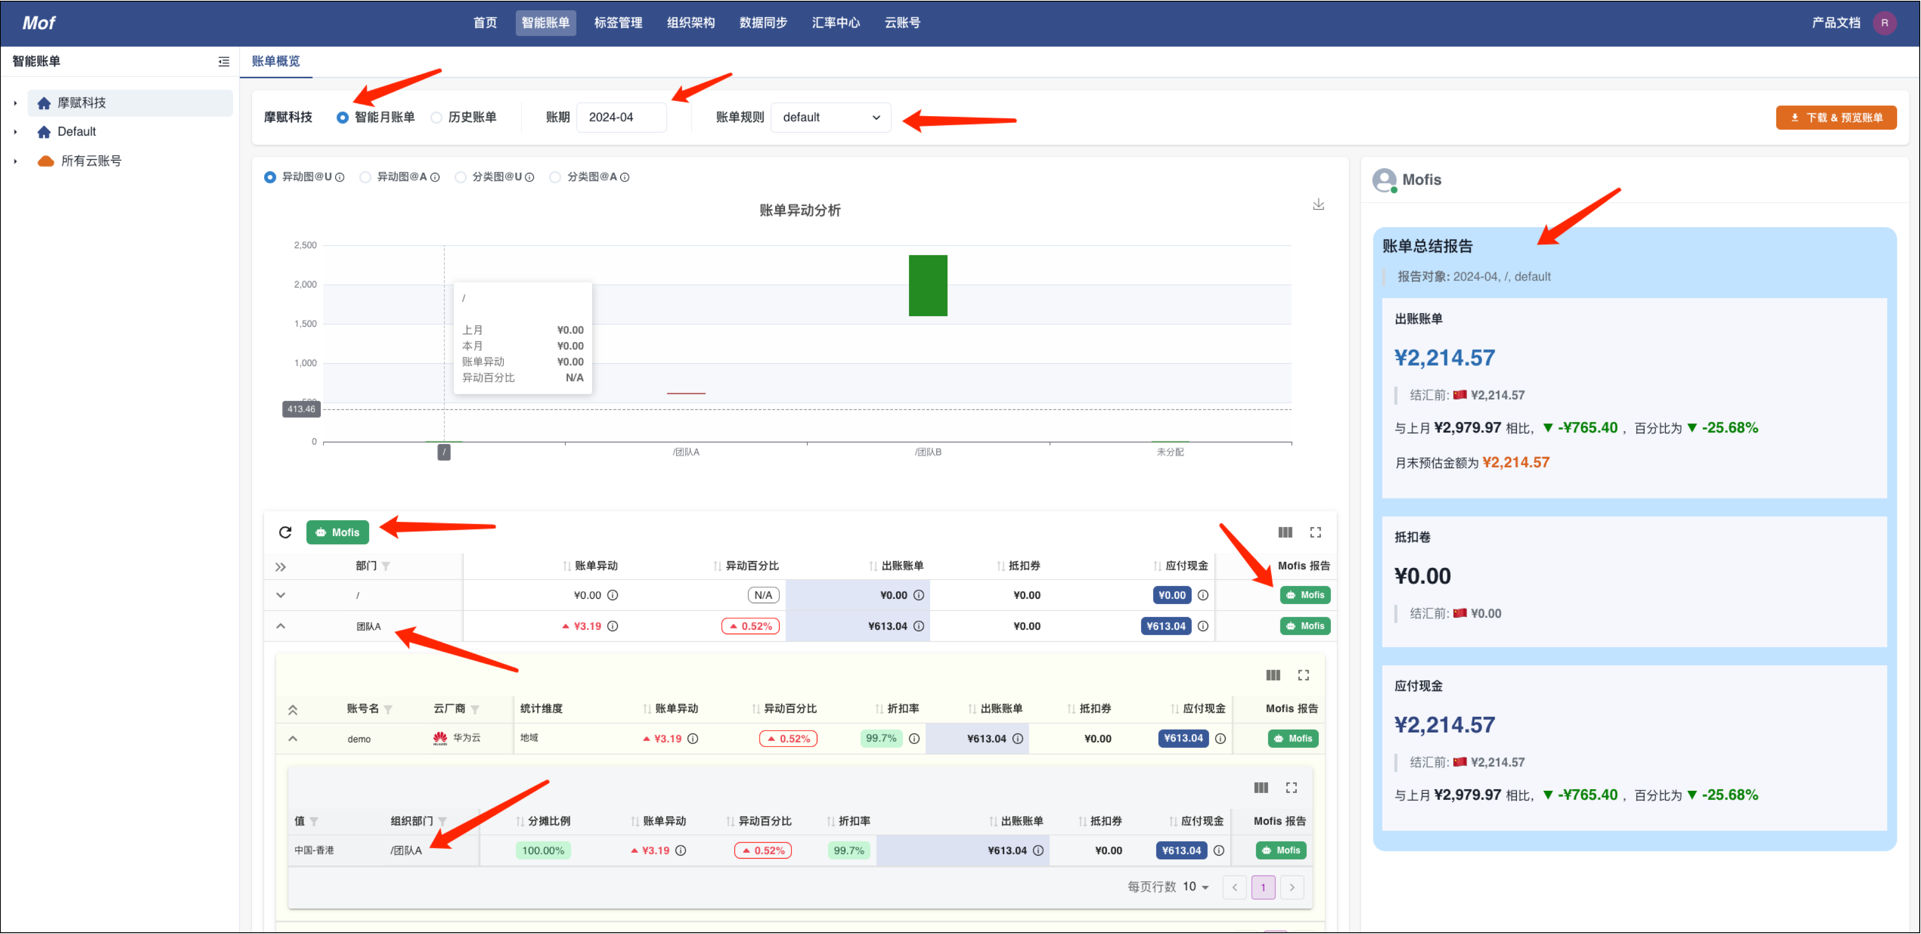 Mof
首页 智能账单 标签管理 组织架构 数据同步 汇率中心 云账号
产品文档 R
智能账单
账单概览
摩赋科技
Default
所有云账号
摩赋科技 智能月账单 历史账单 账期 2024-04 账单规则 default
下载 & 预览账单
异动图@U 异动图@A 分类图@U 分类图@A
账单异动分析
2,500
2,000
1,500
1,000
500
413.46
0
/
上月 ¥0.00
本月 ¥0.00
账单异动 ¥0.00
异动百分比 N/A
/ /团队A /团队B 未分配
Mofis
部门 账单异动 异动百分比 出账账单 抵扣券 应付现金 Mofis 报告
/ ¥0.00 N/A ¥0.00 ¥0.00 ¥0.00 Mofis
团队A ¥3.19 0.52% ¥613.04 ¥0.00 ¥613.04 Mofis
账号名 云厂商 统计维度 账单异动 异动百分比 折扣率 出账账单 抵扣券 应付现金 Mofis 报告
demo 华为云 地域 ¥3.19 0.52% 99.7% ¥613.04 ¥0.00 ¥613.04 Mofis
值 组织部门 分摊比例 账单异动 异动百分比 折扣率 出账账单 抵扣券 应付现金 Mofis 报告
中国-香港 /团队A 100.00% ¥3.19 0.52% 99.7% ¥613.04 ¥0.00 ¥613.04 Mofis
每页行数 10 1
Mofis
账单总结报告
报告对象: 2024-04, /, default
出账账单
¥2,214.57
结汇前: ¥2,214.57
与上月 ¥2,979.97 相比, ▼ -¥765.40 , 百分比为 ▼ -25.68%
月末预估金额为 ¥2,214.57
抵扣卷
¥0.00
结汇前: ¥0.00
应付现金
¥2,214.57
结汇前: ¥2,214.57
与上月 ¥2,979.97 相比, ▼ -¥765.40 , 百分比为 ▼ -25.68%